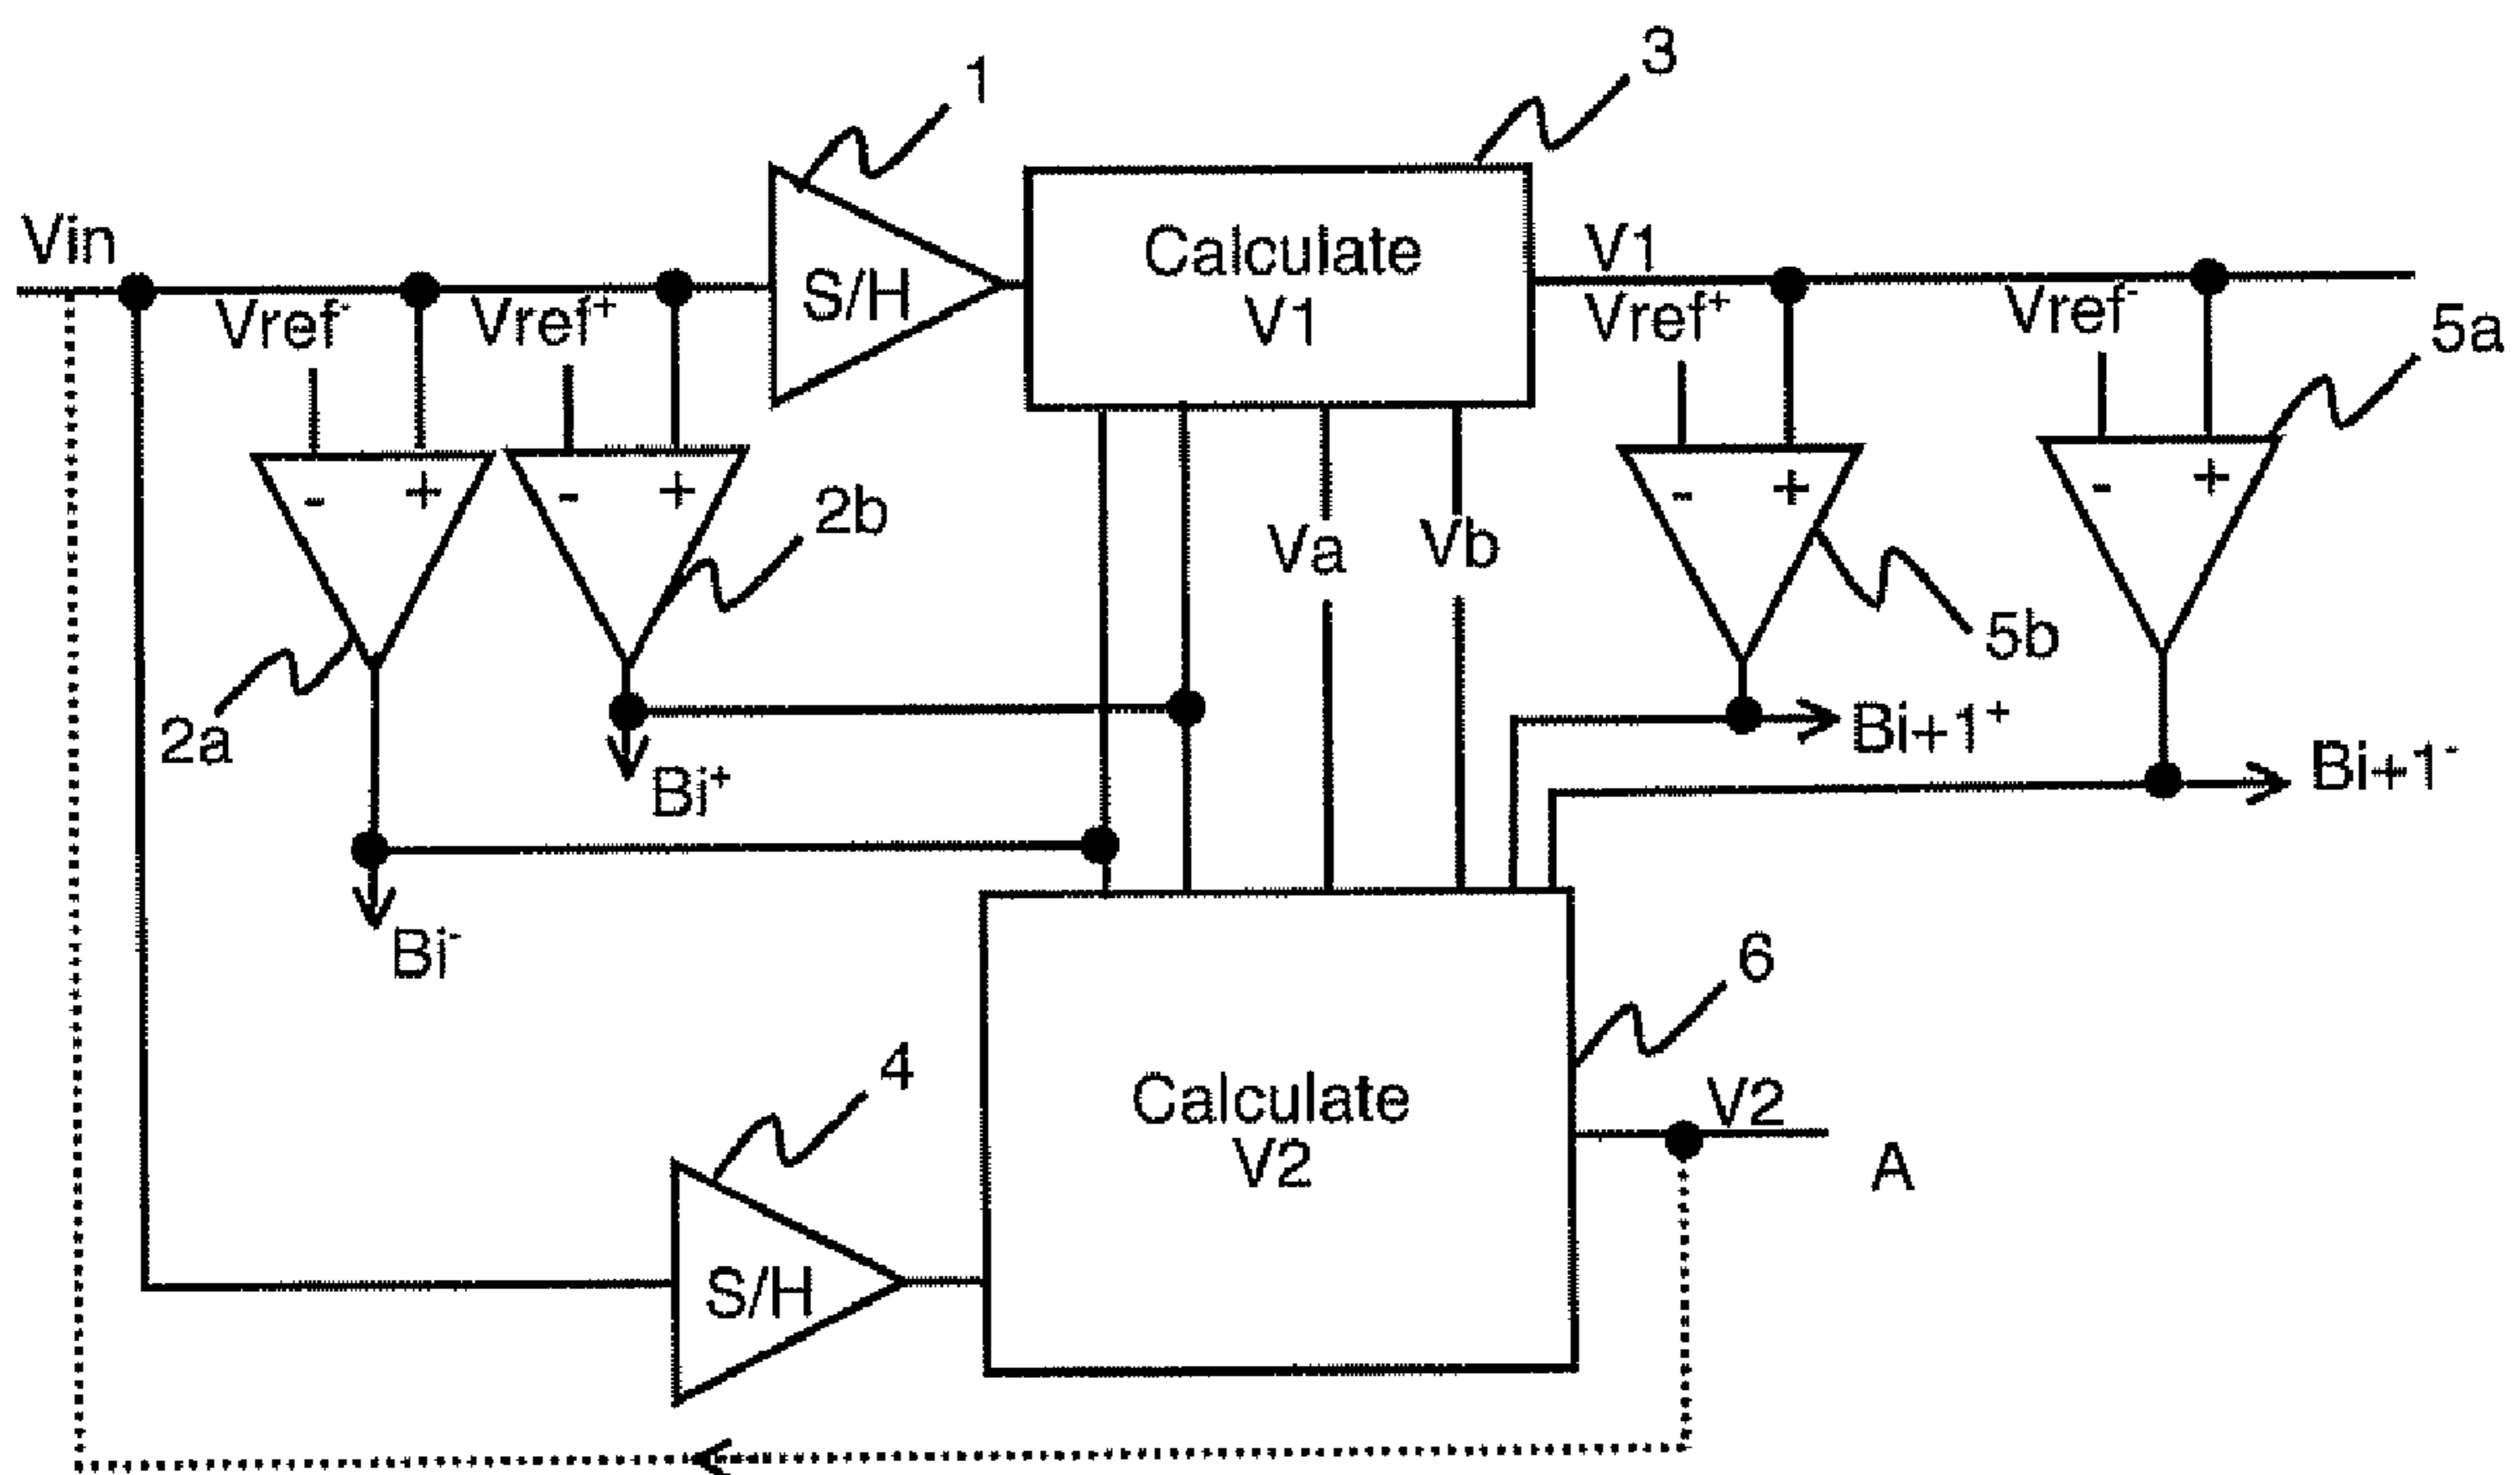 1
3
Vin
S/H
Calculate
V1
V1
Vref-
Vref+
Vref+
Vref-
5a
-
+
-
+
2b
Va
Vb
-
+
-
+
5b
2a
Bi+
Bi+1+
Bi+1-
Bi-
6
4
Calculate
V2
V2
A
S/H